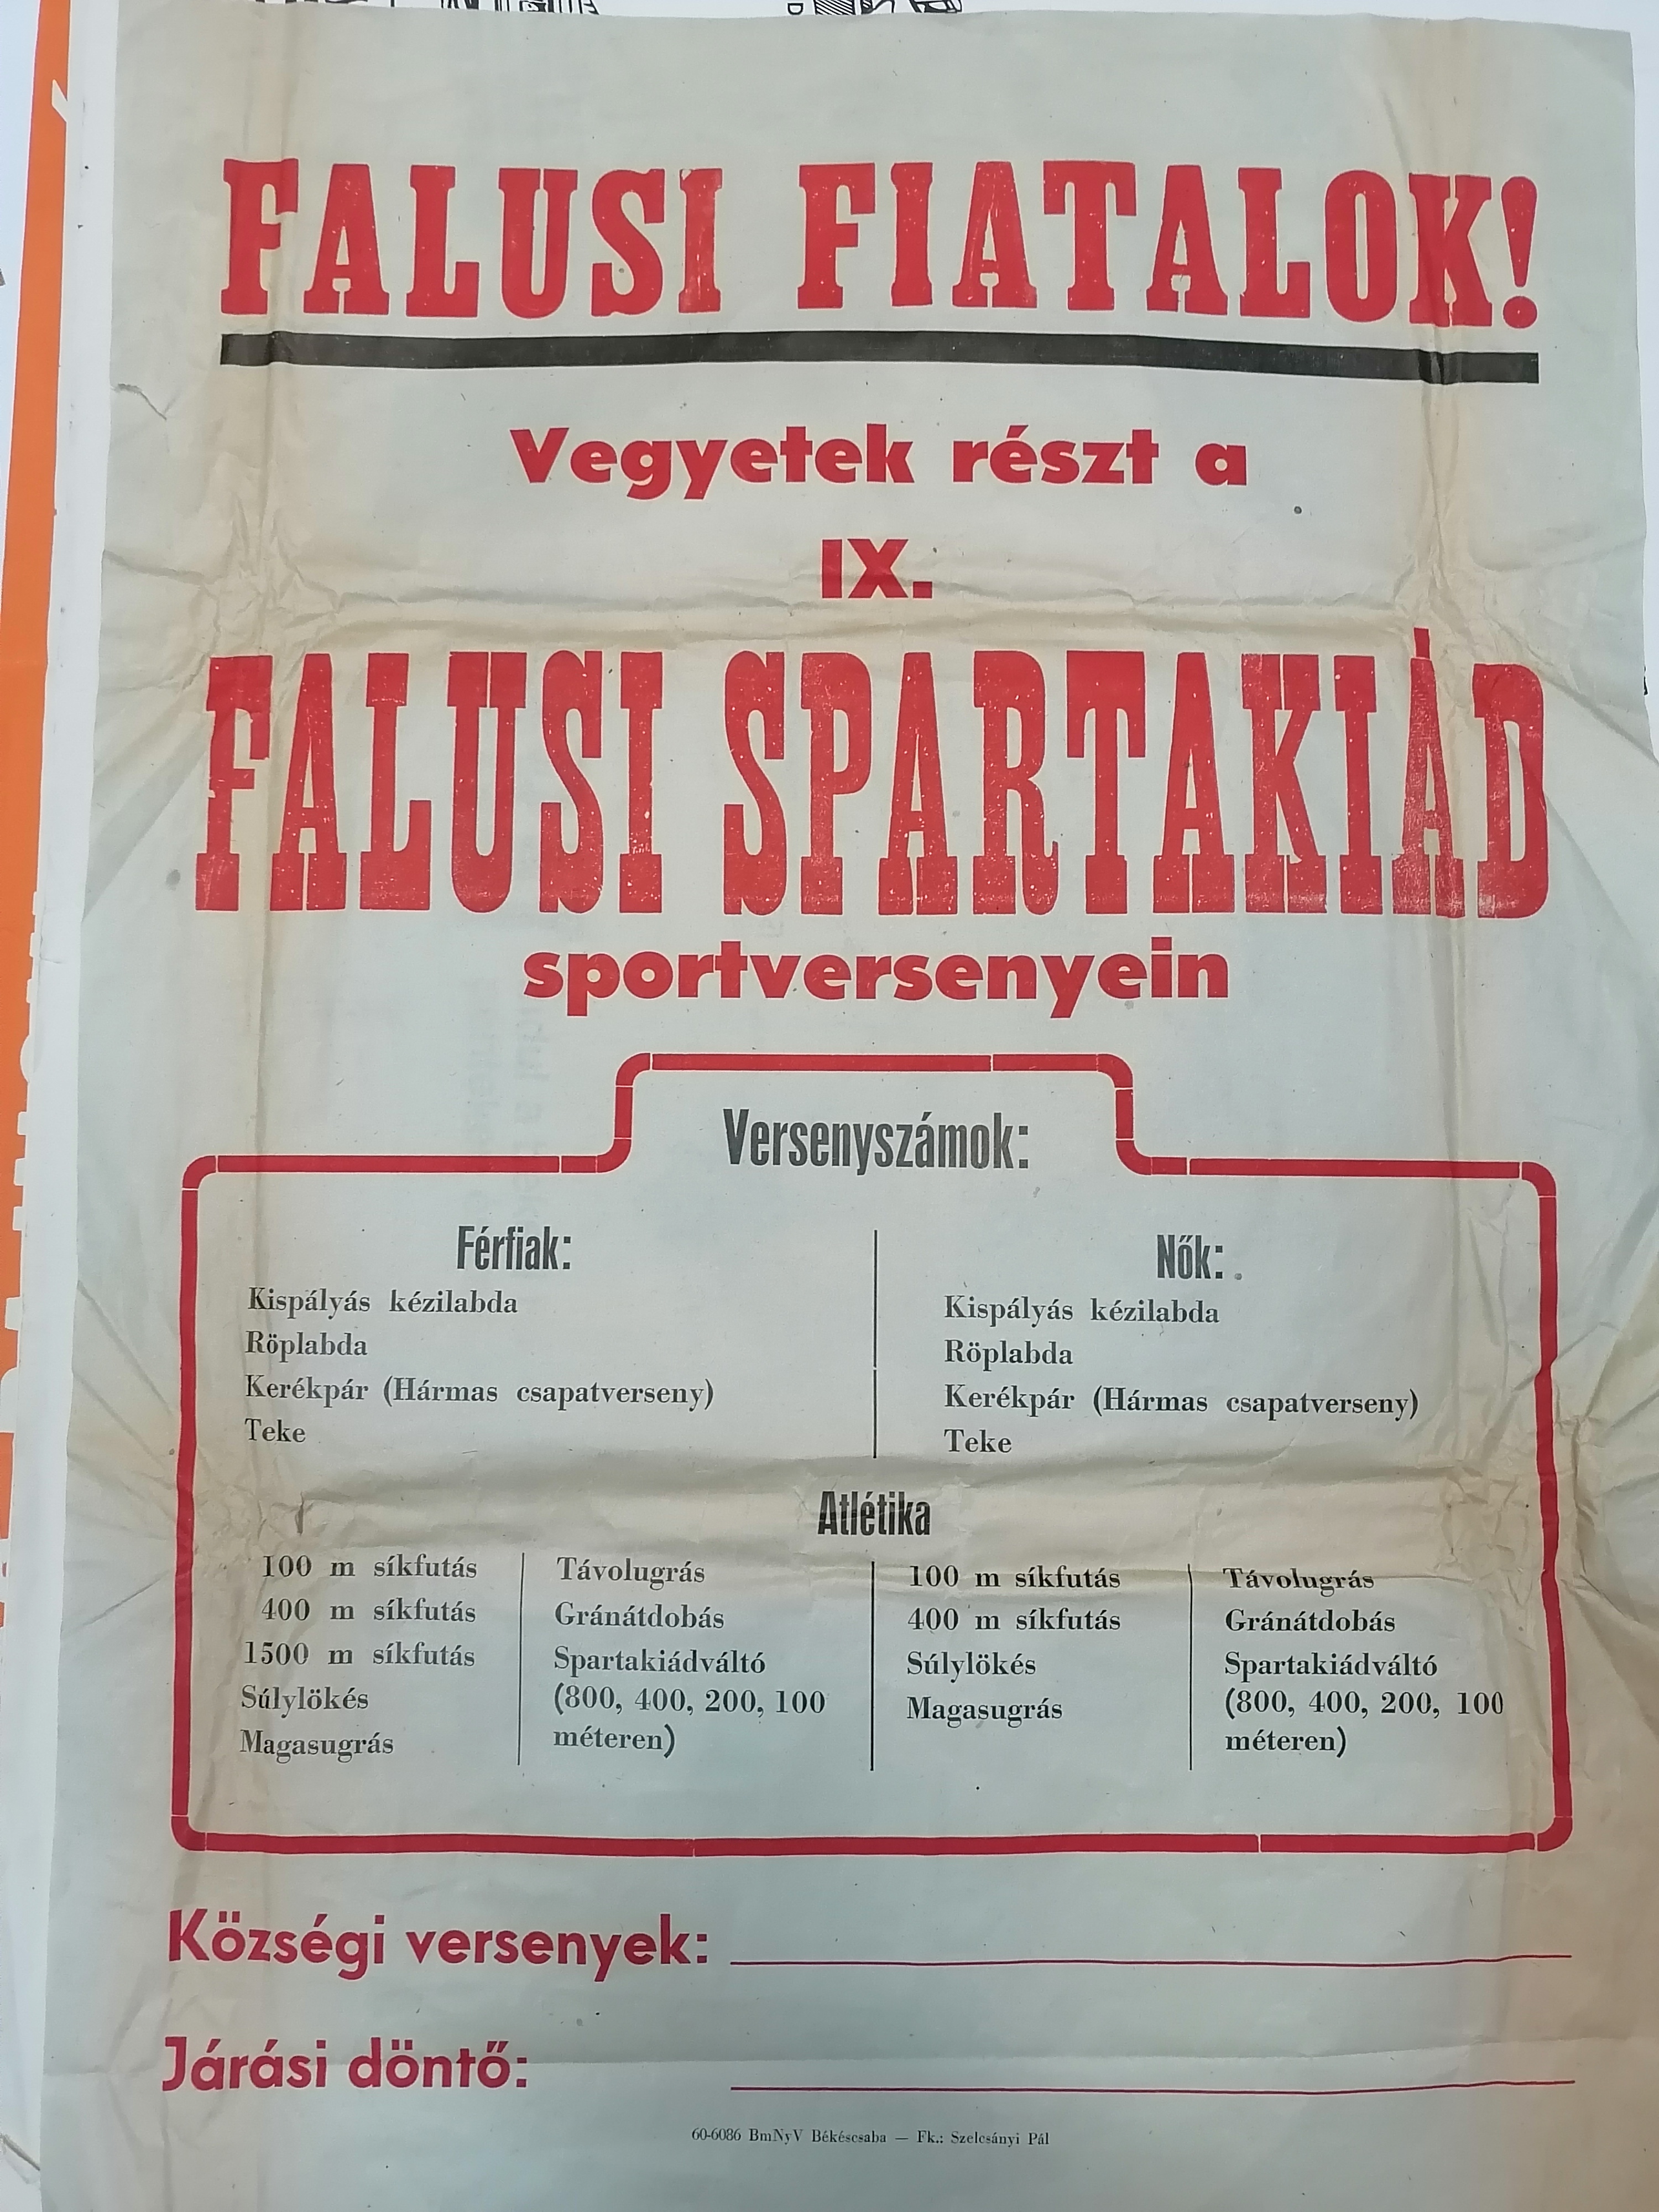 FALUSI FIATALOK!
Vegyetek részt a
IX.
FALUSI SPARTAKIÁD
sportversenyein
Versenyszámok:
Férfiak:
Kispályás kézilabda
Röplabda
Kerékpár (Hármas csapatverseny)
Teke
Nők:
Kispályás kézilabda
Röplabda
Kerékpár (Hármas csapatverseny)
Teke
Atlétika
100 m síkfutás
400 m síkfutás
1500 m síkfutás
Súlylökés
Magasugrás
Távolugrás
Gránátdobás
Spartakiádváltó
(800, 400, 200, 100
méteren)
100 m síkfutás
400 m síkfutás
Súlylökés
Magasugrás
Távolugrás
Gránátdobás
Spartakiádváltó
(800, 400, 200, 100
méteren)
Községi versenyek:
Járási döntő:
60-6086 BmNyV Békéscsaba — Fk.: Szelcsányi Pál